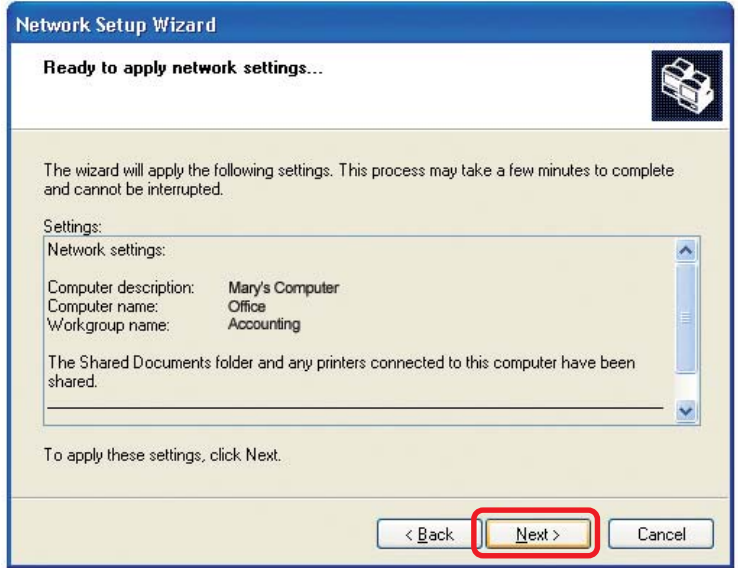 Network Setup Wizard
Ready to apply network settings...
The wizard will apply the following settings. This process may take a few minutes to complete
and cannot be interrupted.
Settings:
Network settings:
Computer description: Mary's Computer
Computer name: Office
Workgroup name: Accounting
The Shared Documents folder and any printers connected to this computer have been
shared.
To apply these settings, click Next.
< Back Next > Cancel